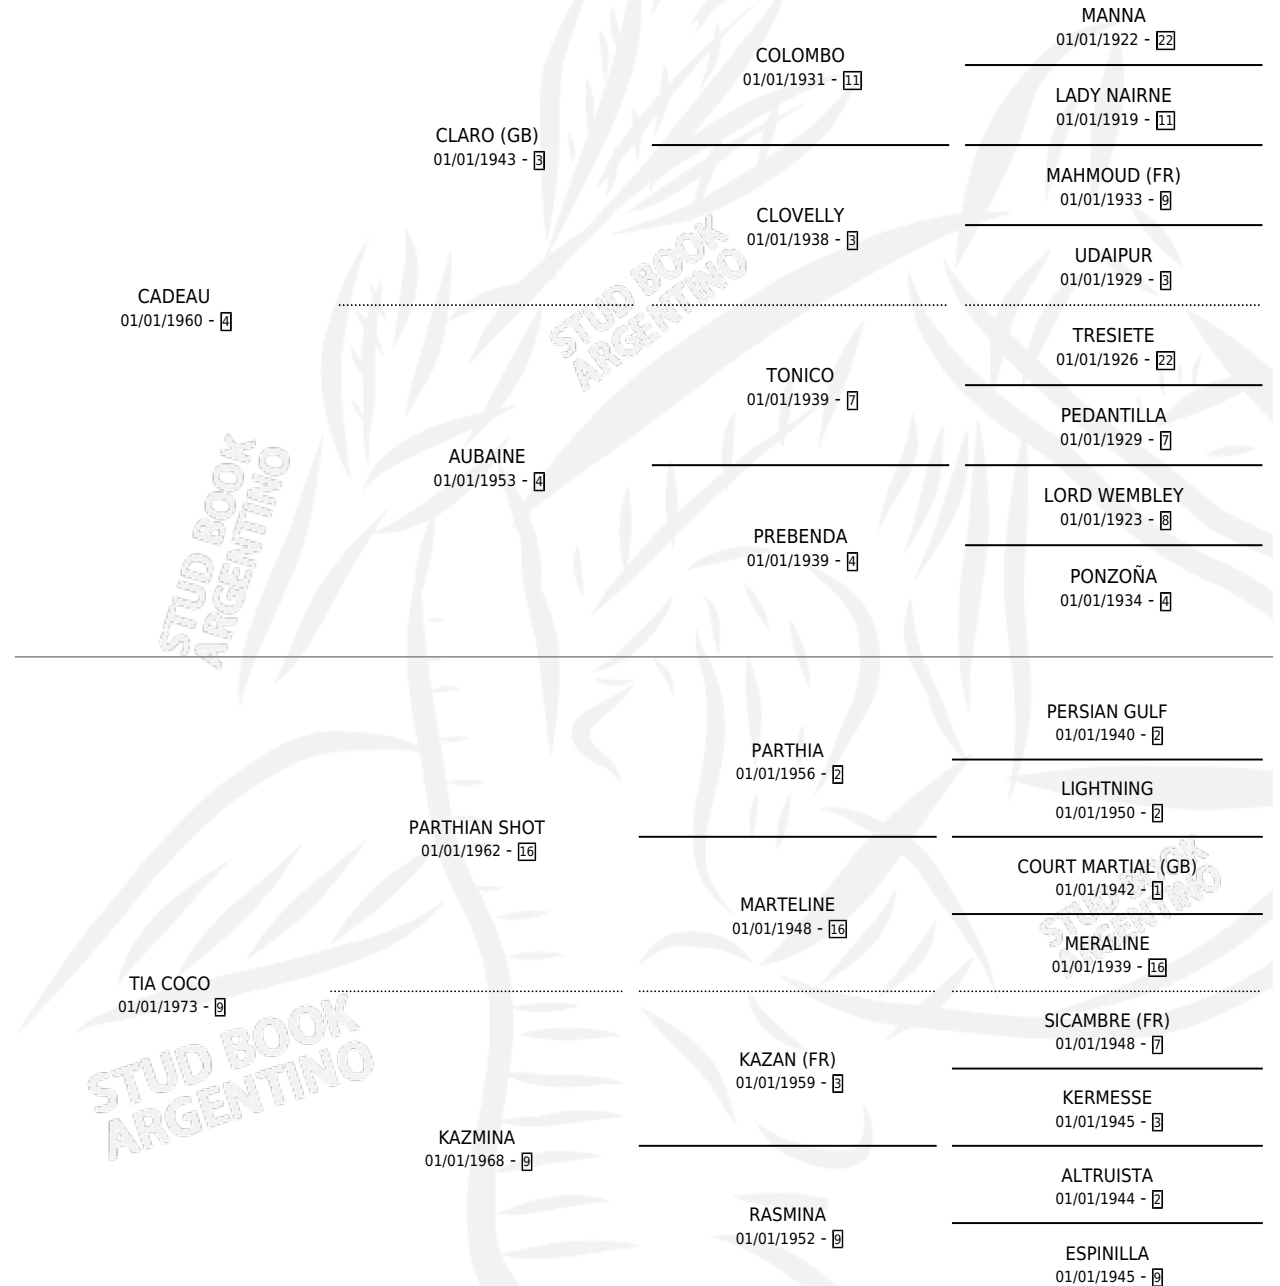 MANNA
01/01/1922 - 22
COLOMBO
01/01/1931 - 11
LADY NAIRNE
01/01/1919 - 11
CLARO (GB)
01/01/1943 - 3
MAHMOUD (FR)
01/01/1933 - 9
CLOVELLY
01/01/1938 - 3
UDAIPUR
01/01/1929 - 3
CADEAU
01/01/1960 - 4
TRESIETE
01/01/1926 - 22
TONICO
01/01/1939 - 7
PEDANTILLA
01/01/1929 - 7
AUBAINE
01/01/1953 - 4
LORD WEMBLEY
01/01/1923 - 8
PREBENDA
01/01/1939 - 4
PONZOÑA
01/01/1934 - 4
PERSIAN GULF
01/01/1940 - 2
PARTHIA
01/01/1956 - 2
LIGHTNING
01/01/1950 - 2
PARTHIAN SHOT
01/01/1962 - 16
COURT MARTIAL (GB)
01/01/1942 - 1
MARTELINE
01/01/1948 - 16
MERALINE
01/01/1939 - 16
TIA COCO
01/01/1973 - 9
SICAMBRE (FR)
01/01/1948 - 7
KAZAN (FR)
01/01/1959 - 3
KERMESSE
01/01/1945 - 3
KAZMINA
01/01/1968 - 9
ALTRUISTA
01/01/1944 - 2
RASMINA
01/01/1952 - 9
ESPINILLA
01/01/1945 - 9
STUD BOOK
ARGENTINO
STUD BOOK
ARGENTINO
STUD BOOK
ARGENTINO
STUD BOOK
ARGENTINO